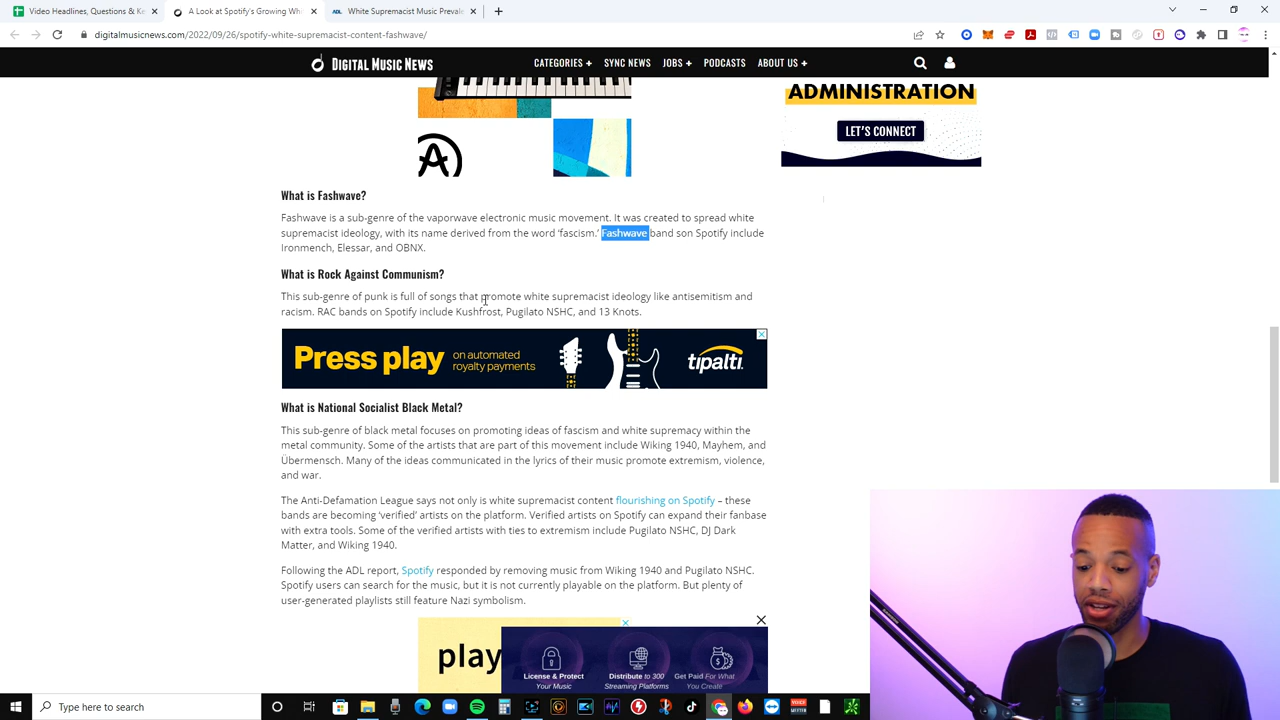 Video Headlines, Questions & Ke
A Look at Spotify's Growing Whi
ADL
White Supremacist Music Prevale
digitalmusicnews.com/2022/09/26/spotify-white-supremacist-content-fashwave/
DIGITAL MUSIC NEWS
CATEGORIES +
SYNC NEWS
JOBS +
PODCASTS
ABOUT US +
ADMINISTRATION
LET'S CONNECT
What is Fashwave?
Fashwave is a sub-genre of the vaporwave electronic music movement. It was created to spread white
supremacist ideology, with its name derived from the word 'fascism.' Fashwave band son Spotify include
Ironmench, Elessar, and OBNX.
What is Rock Against Communism?
This sub-genre of punk is full of songs that promote white supremacist ideology like antisemitism and
racism. RAC bands on Spotify include Kushfrost, Pugilato NSHC, and 13 Knots.
Press play
on automated
royalty payments
tipalti.
What is National Socialist Black Metal?
This sub-genre of black metal focuses on promoting ideas of fascism and white supremacy within the
metal community. Some of the artists that are part of this movement include Wiking 1940, Mayhem, and
Übermensch. Many of the ideas communicated in the lyrics of their music promote extremism, violence,
and war.
The Anti-Defamation League says not only is white supremacist content flourishing on Spotify – these
bands are becoming 'verified' artists on the platform. Verified artists on Spotify can expand their fanbase
with extra tools. Some of the verified artists with ties to extremism include Pugilato NSHC, DJ Dark
Matter, and Wiking 1940.
Following the ADL report, Spotify responded by removing music from Wiking 1940 and Pugilato NSHC.
Spotify users can search for the music, but it is not currently playable on the platform. But plenty of
user-generated playlists still feature Nazi symbolism.
play
License & Protect
Your Music
Distribute to 300
Streaming Platforms
Get Paid For What
You Create
Type here to search